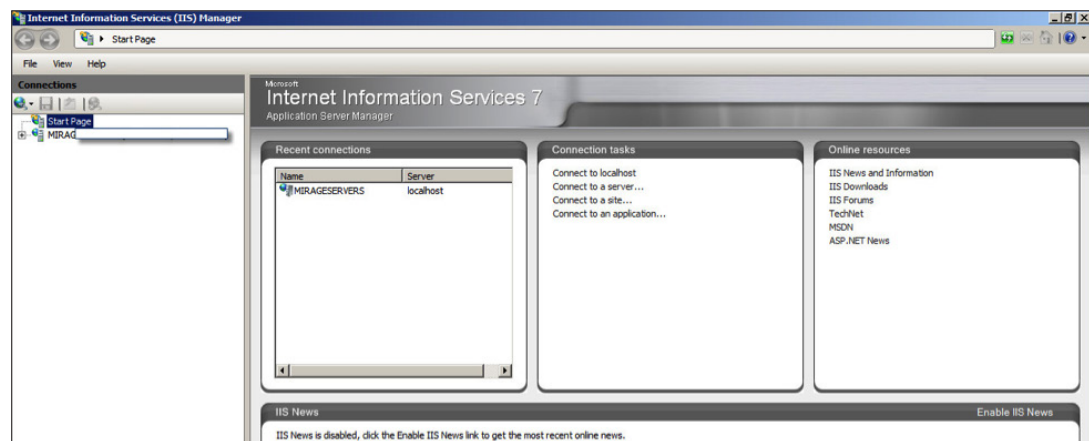 Internet Information Services (IIS) Manager
Start Page
File View Help
Connections
Start Page
MIRAG
Microsoft
Internet Information Services 7
Application Server Manager
Recent connections
Name Server
MIRAGESERVERS localhost
Connection tasks
Connect to localhost
Connect to a server...
Connect to a site...
Connect to an application...
Online resources
IIS News and Information
IIS Downloads
IIS Forums
TechNet
MSDN
ASP.NET News
IIS News Enable IIS News
IIS News is disabled, click the Enable IIS News link to get the most recent online news.